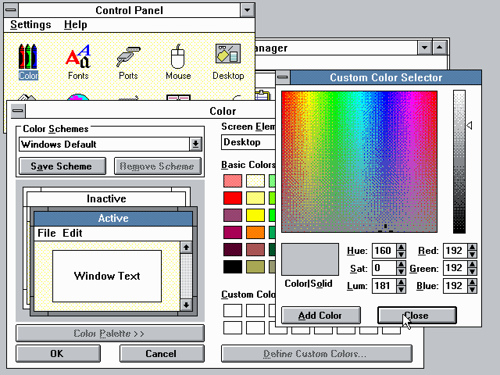 Control Panel
Settings Help
Color Fonts Ports Mouse Desktop
anager
Color
Color Schemes
Windows Default
Save Scheme Remove Scheme
Inactive
Active
File Edit
Window Text
Color Palette >>
OK Cancel
Screen Elem
Desktop
Basic Colors
Custom Colo
Define Custom Colors...
Custom Color Selector
Color|Solid
Hue: 160 Red: 192
Sat: 0 Green: 192
Lum: 181 Blue: 192
Add Color Close